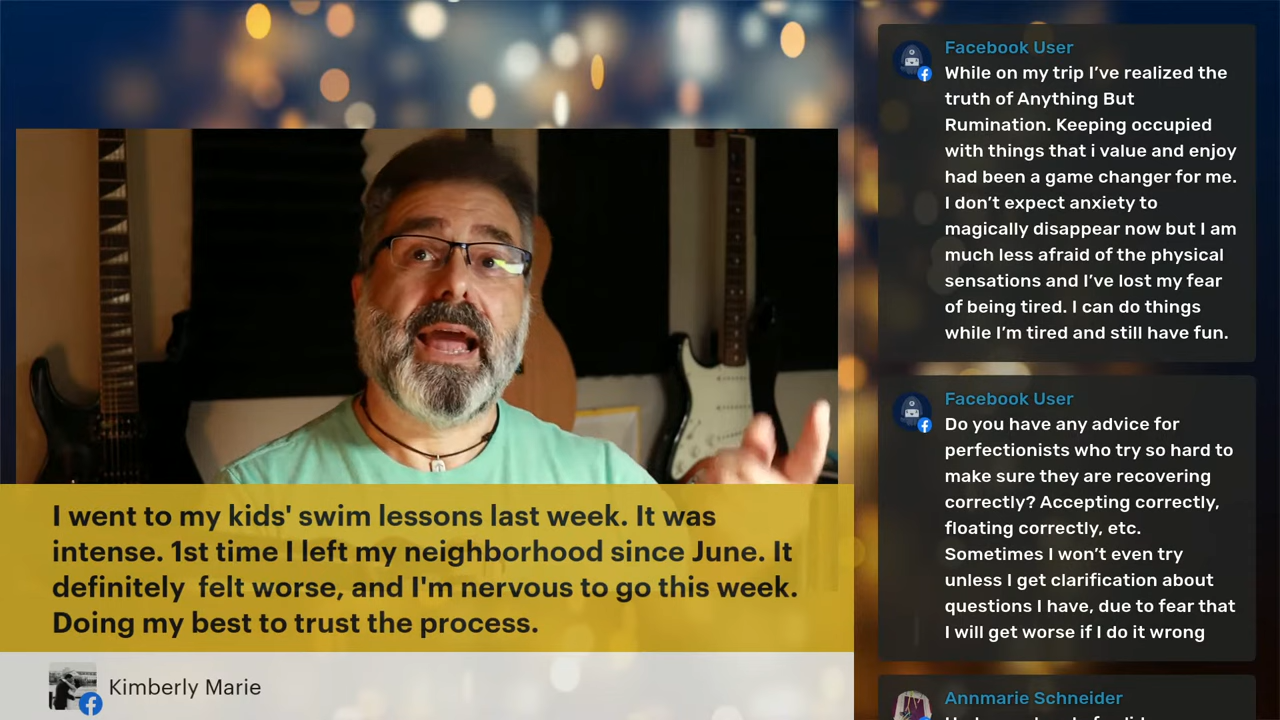 I went to my kids' swim lessons last week. It was
intense. 1st time I left my neighborhood since June. It
definitely  felt worse, and I'm nervous to go this week.
Doing my best to trust the process.
Kimberly Marie
Facebook User
While on my trip I’ve realized the
truth of Anything But
Rumination. Keeping occupied
with things that i value and enjoy
had been a game changer for me.
I don’t expect anxiety to
magically disappear now but I am
much less afraid of the physical
sensations and I’ve lost my fear
of being tired. I can do things
while I’m tired and still have fun.
Facebook User
Do you have any advice for
perfectionists who try so hard to
make sure they are recovering
correctly? Accepting correctly,
floating correctly, etc.
Sometimes I won’t even try
unless I get clarification about
questions I have, due to fear that
I will get worse if I do it wrong
Annmarie Schneider